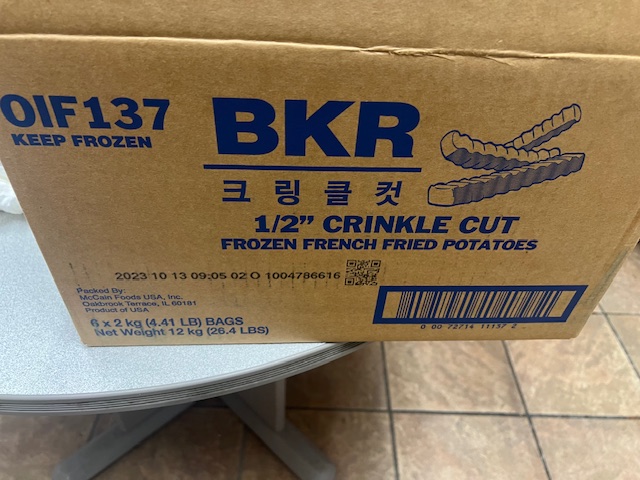 OIF137
KEEP FROZEN
BKR
크링클컷
1/2” CRINKLE CUT
FROZEN FRENCH FRIED POTATOES
2023 10 13 09:05 02 O 1004786616
Packed By:
McCain Foods USA, Inc.
Oakbrook Terrace, IL 60181
Product of USA
6 x 2 kg (4.41 LB) BAGS
Net Weight 12 kg (26.4 LBS)
0 00 72714 11137 2